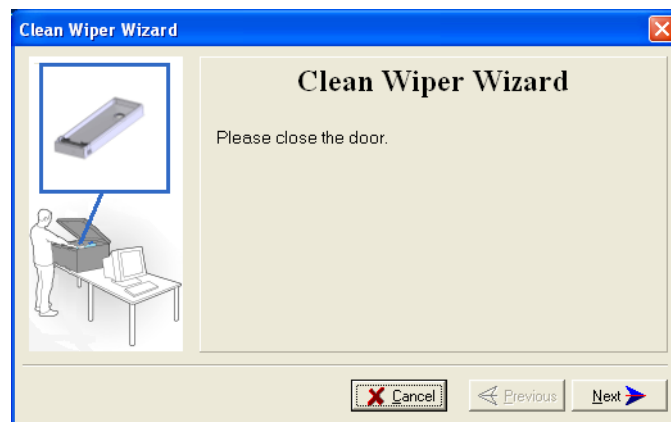 Clean Wiper Wizard
Clean Wiper Wizard
Please close the door.
Cancel
Previous
Next